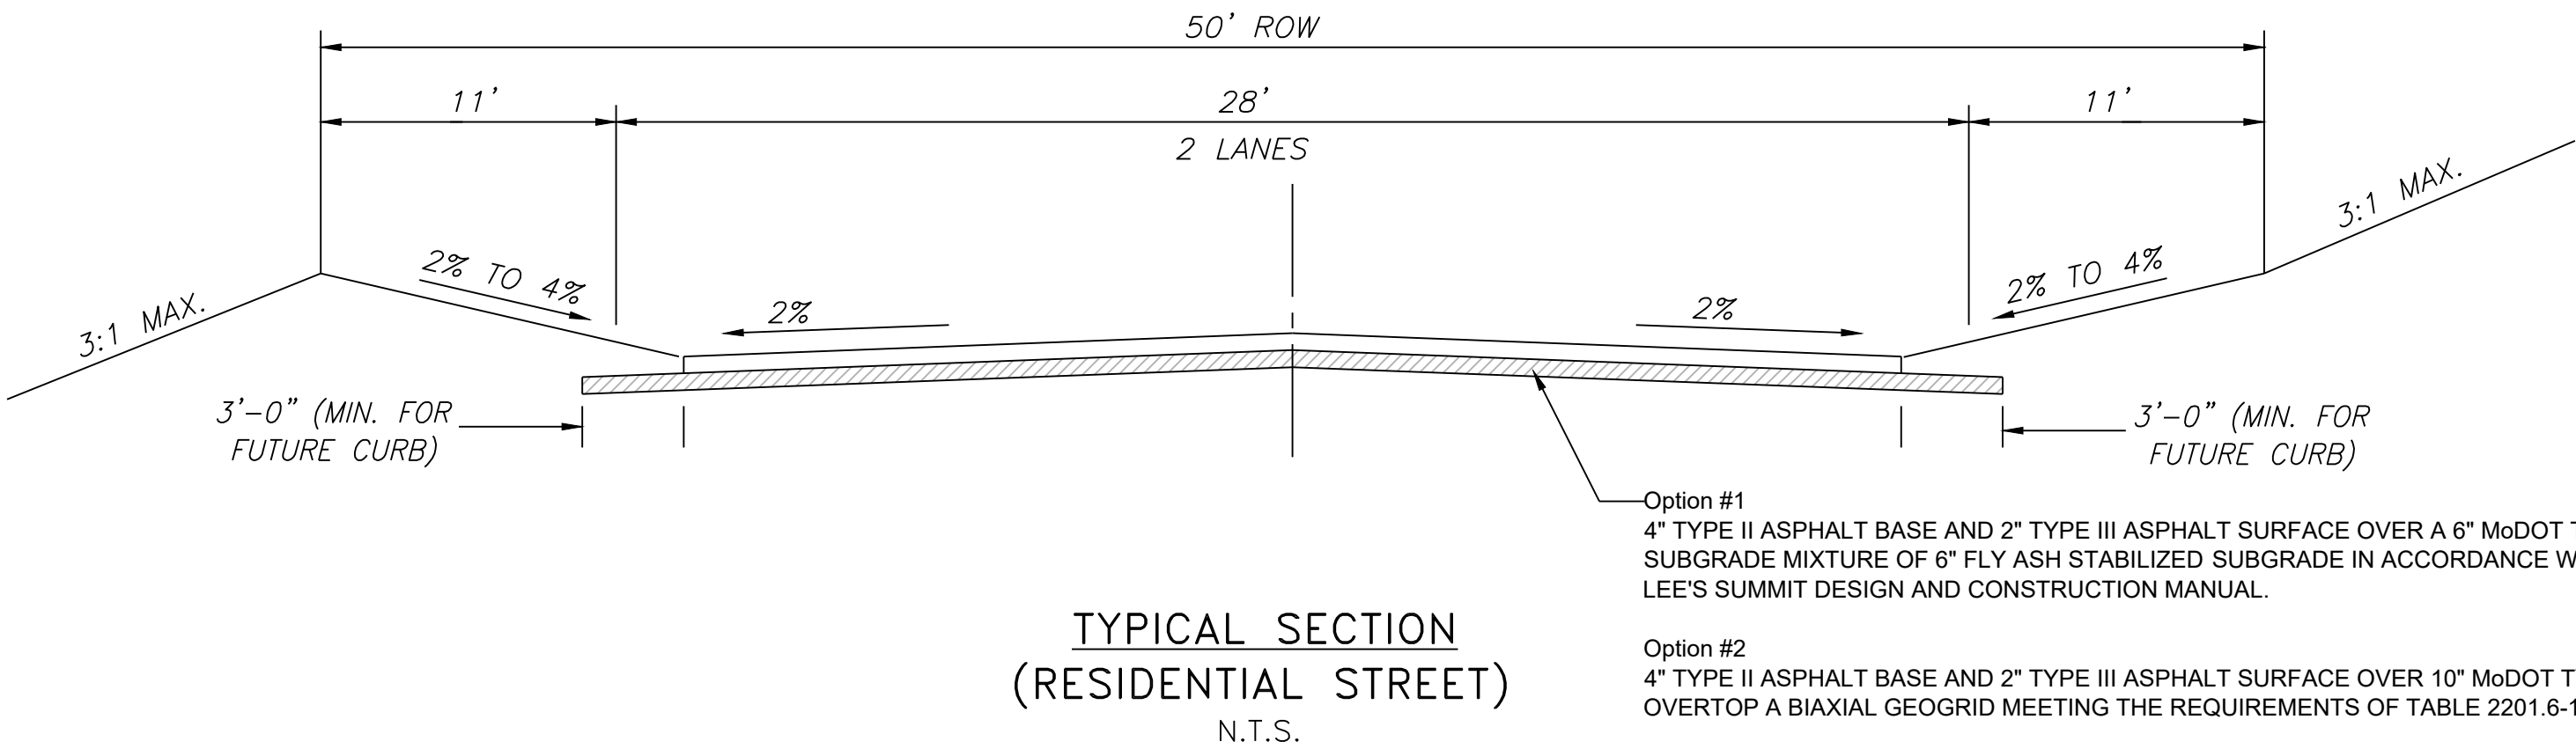 50' ROW
11'
28'
11'
2 LANES
3:1 MAX.
2% TO 4%
2%
2%
2% TO 4%
3:1 MAX.
3'-0" (MIN. FOR
FUTURE CURB)
3'-0" (MIN. FOR
FUTURE CURB)
Option #1
4" TYPE II ASPHALT BASE AND 2" TYPE III ASPHALT SURFACE OVER A 6" MoDOT
SUBGRADE MIXTURE OF 6" FLY ASH STABILIZED SUBGRADE IN ACCORDANCE
LEE'S SUMMIT DESIGN AND CONSTRUCTION MANUAL.
Option #2
4" TYPE II ASPHALT BASE AND 2" TYPE III ASPHALT SURFACE OVER 10" MoDOT
OVERTOP A BIAXIAL GEOGRID MEETING THE REQUIREMENTS OF TABLE 2201.6-1
TYPICAL SECTION
(RESIDENTIAL STREET)
N.T.S.